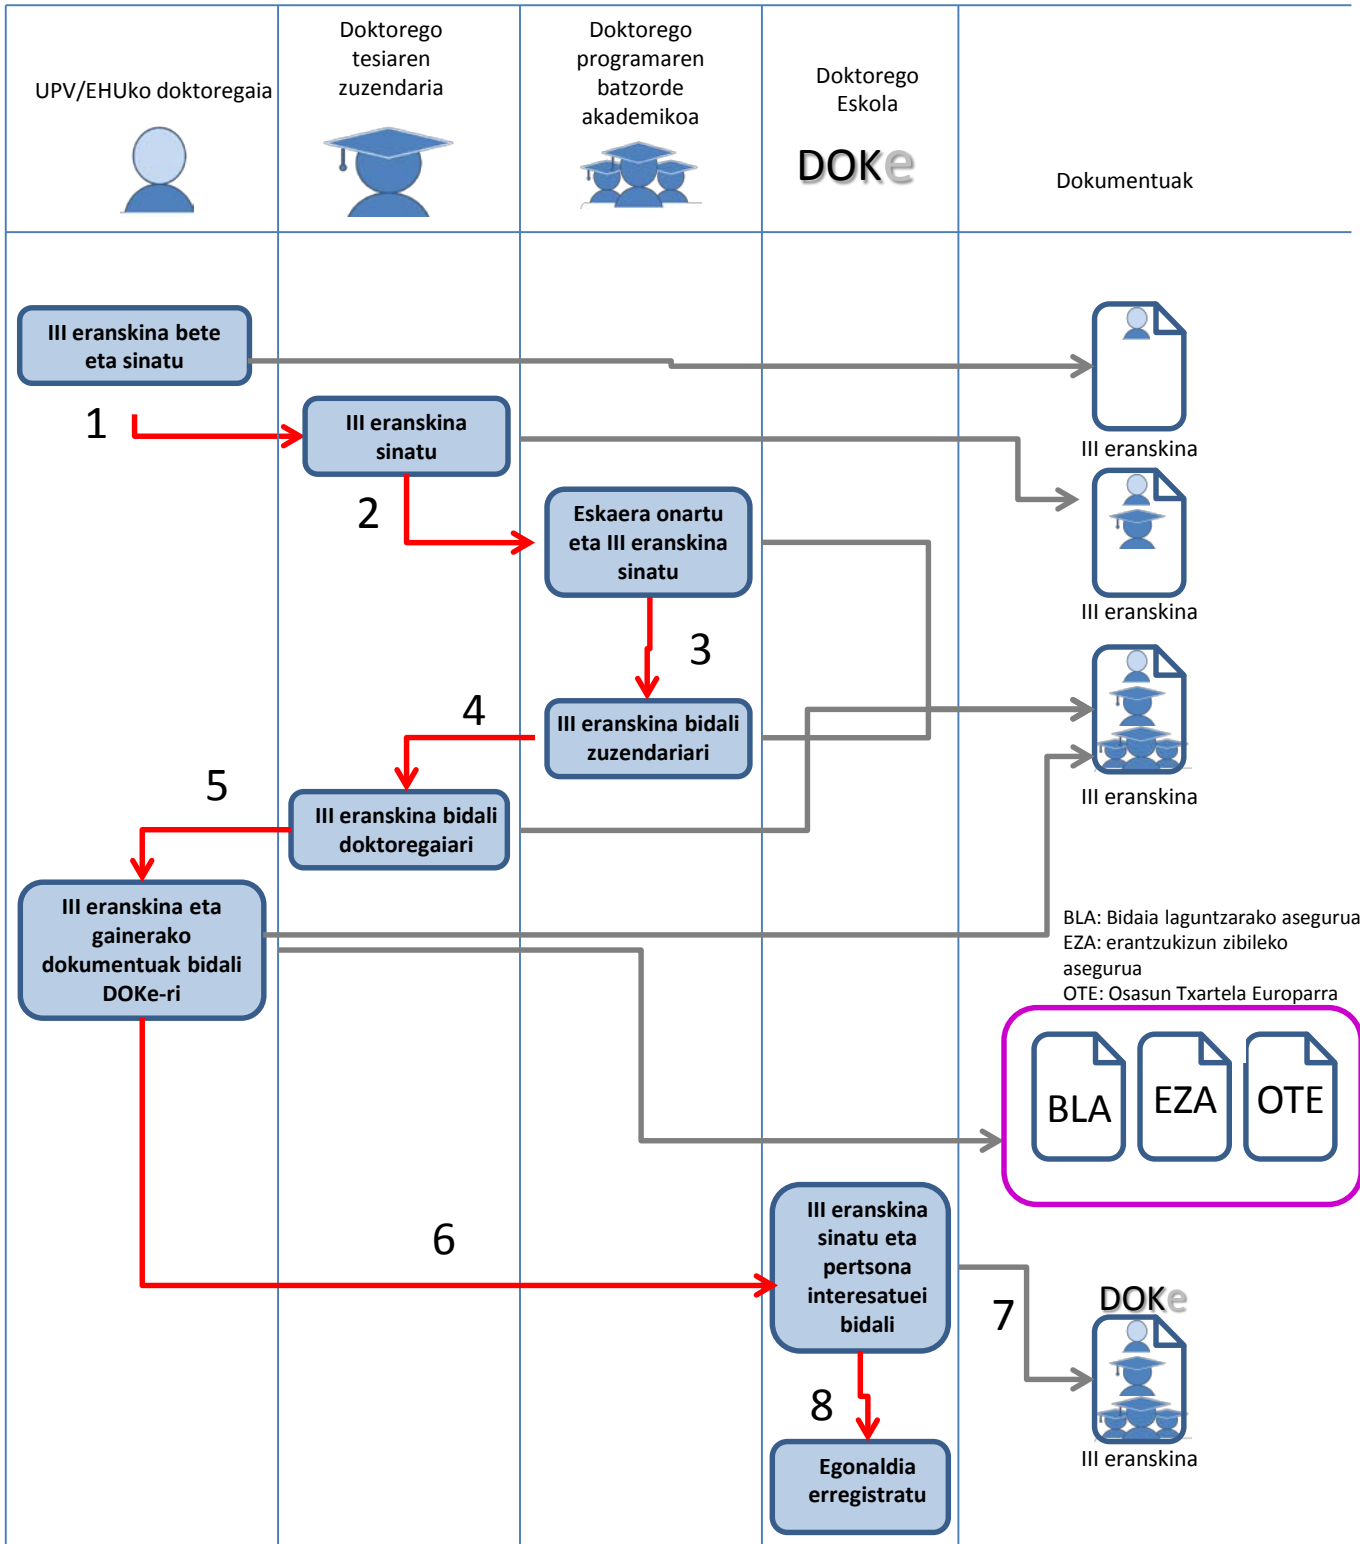 UPV/EHUko doktoregaia
Doktorego
tesiaren
zuzendaria
Doktorego
programaren
batzorde
akademikoa
Doktorego
Eskola
DOKe
Dokumentuak
III eranskina bete
eta sinatu
III eranskina
1
III eranskina
sinatu
2
Eskaera onartu
eta III eranskina
sinatu
III eranskina
3
III eranskina bidali
zuzendariari
4
III eranskina
5
III eranskina bidali
doktoregaiari
III eranskina eta
gainerako
dokumentuak bidali
DOKe-ri
BLA: Bidaia laguntzarako asegurua
EZA: erantzukizun zibileko
asegurua
OTE: Osasun Txartela Europarra
BLA
EZA
OTE
6
III eranskina
sinatu eta
pertsona
interesatuei
bidali
7
DOKe
III eranskina
8
Egonaldia
erregistratu